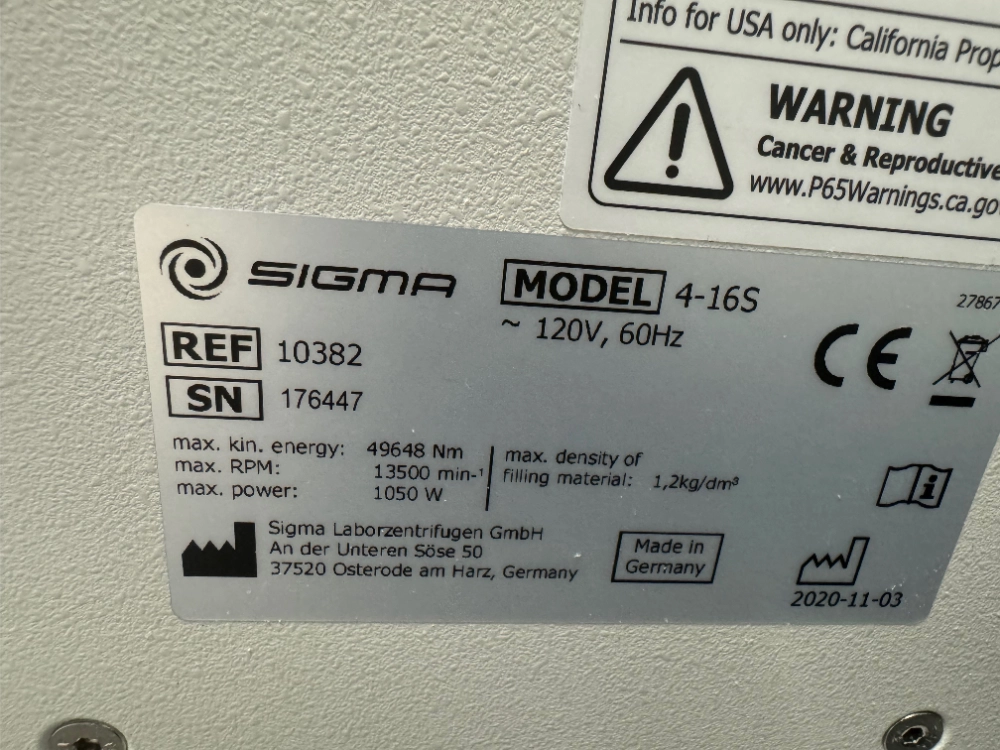 Info for USA only: California
WARNING
Cancer & Reproductive
www.P65Warnings.ca.go
SIGMA
MODEL 4-16S
27867
~ 120V, 60Hz
REF 10382
CE
SN 176447
max. kin. energy: 49648 Nm
max. RPM: 13500 min-¹
max. power: 1050 W
max. density of
filling material: 1,2kg/dm³
Sigma Laborzentrifugen GmbH
An der Unteren Söse 50
37520 Osterode am Harz, Germany
Made in
Germany
2020-11-03